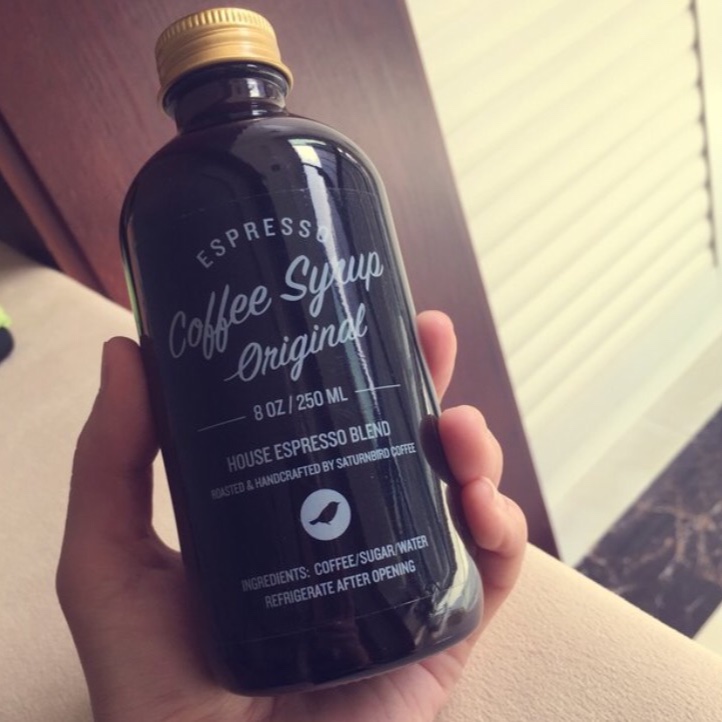 ESPRESSO
Coffee Syrup
Original
8 OZ / 250 ML
HOUSE ESPRESSO BLEND
ROASTED & HANDCRAFTED BY SATURNBIRD COFFEE
INGREDIENTS: COFFEE/SUGAR/WATER
REFRIGERATE AFTER OPENING